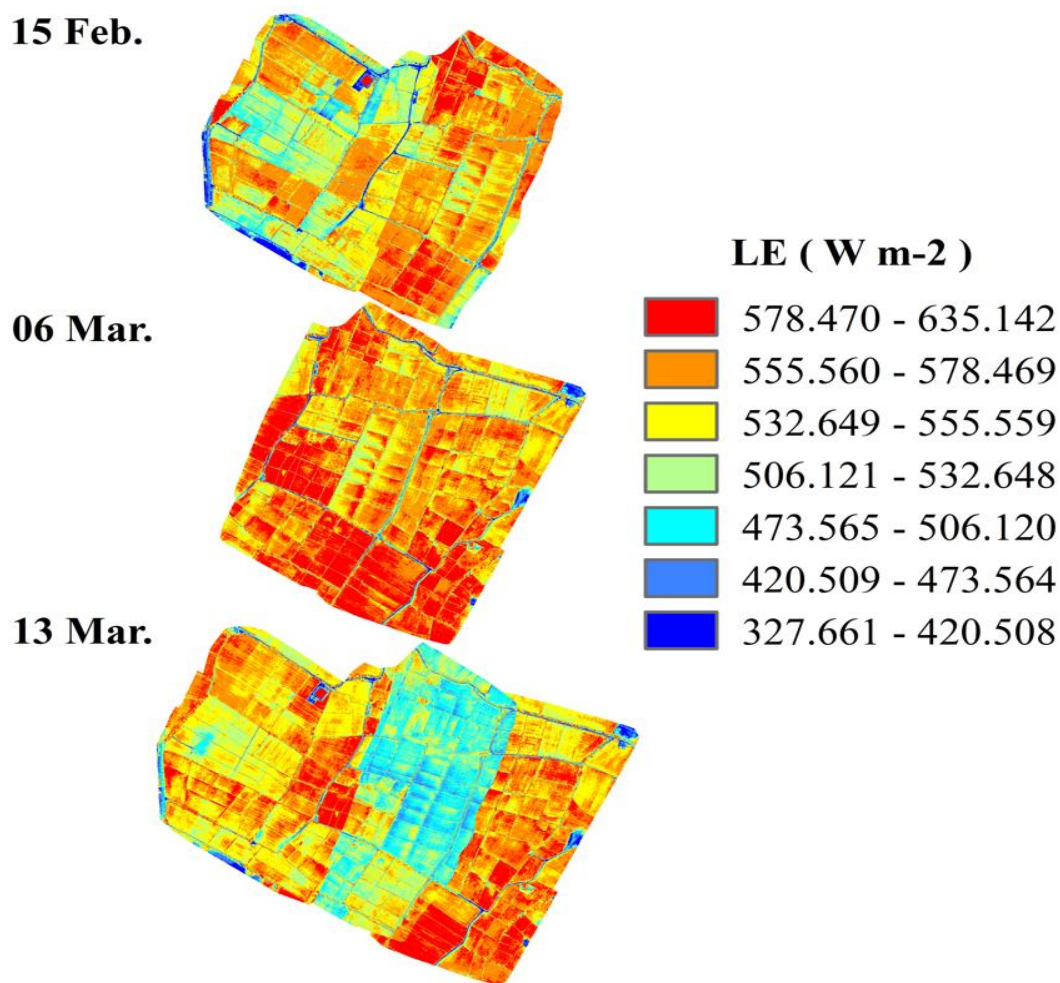 15 Feb.
06 Mar.
13 Mar.
LE ( W m-2 )
578.470 - 635.142
555.560 - 578.469
532.649 - 555.559
506.121 - 532.648
473.565 - 506.120
420.509 - 473.564
327.661 - 420.508